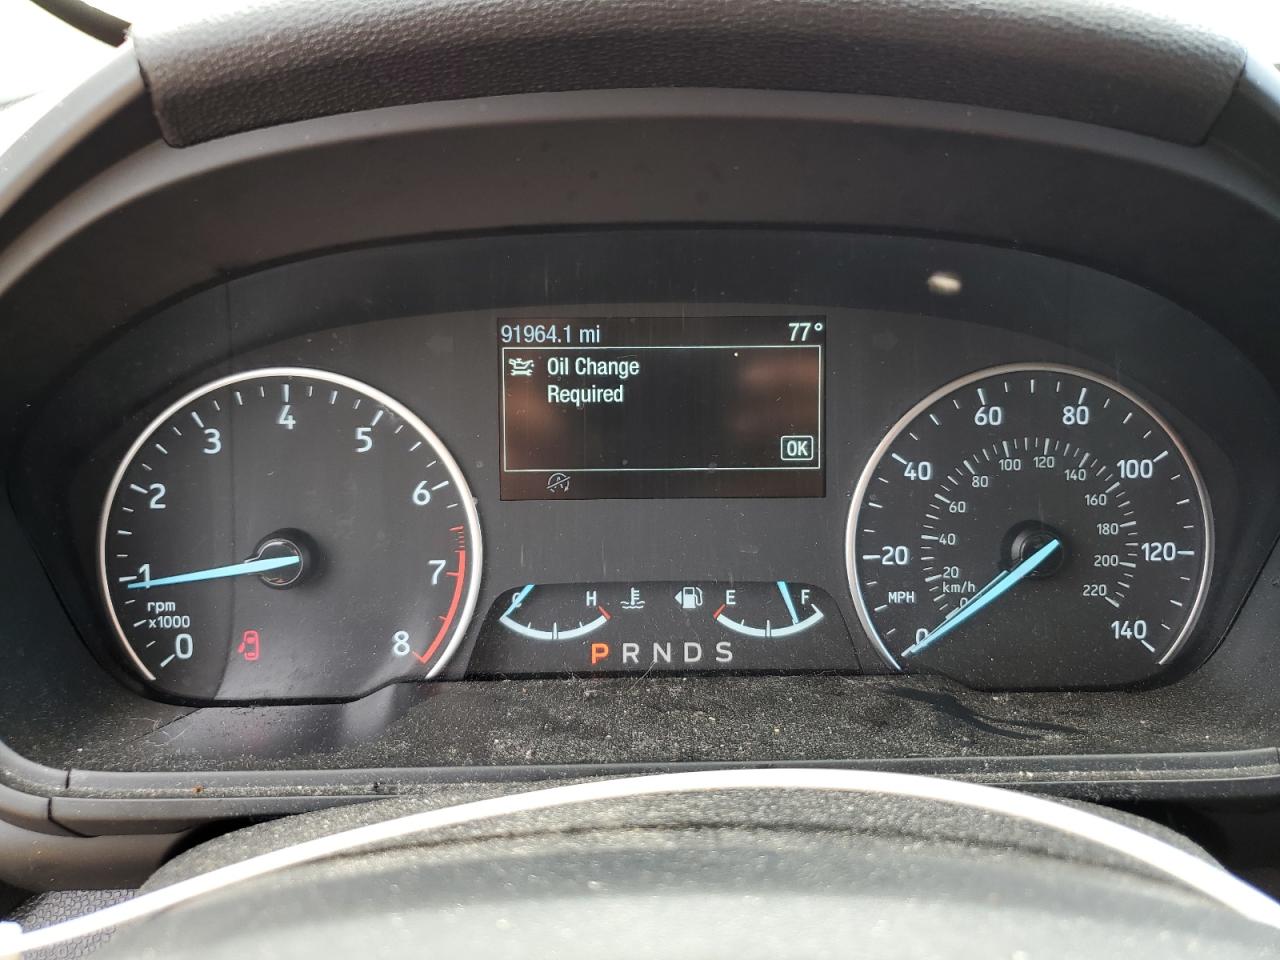 91964.1 mi 77°
Oil Change
Required
OK
0 1 2 3 4 5 6 7 8
rpm
x1000
C H E F
P R N D S
0 20 40 60 80 100 120 140
MPH
0 20 40 60 80 100 120 140 160 180 200 220
km/h